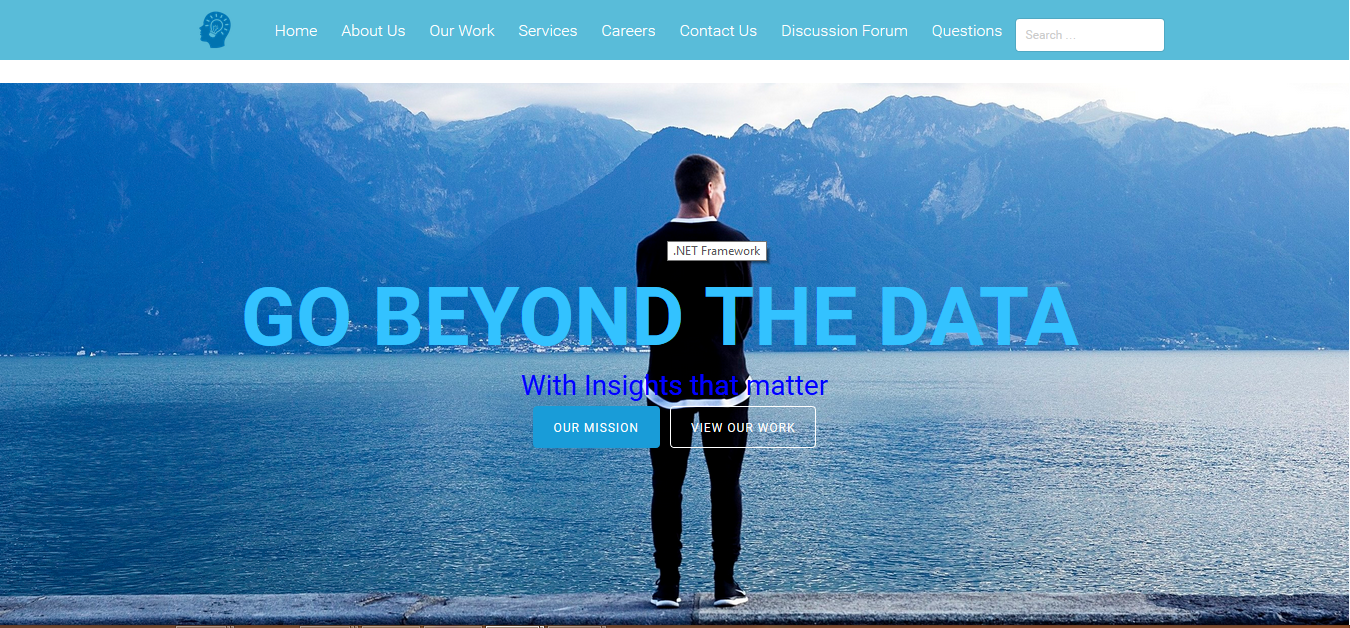 Home About Us Our Work Services Careers Contact Us Discussion Forum Questions Search ...
.NET Framework
GO BEYOND THE DATA
With Insights that matter
OUR MISSION VIEW OUR WORK